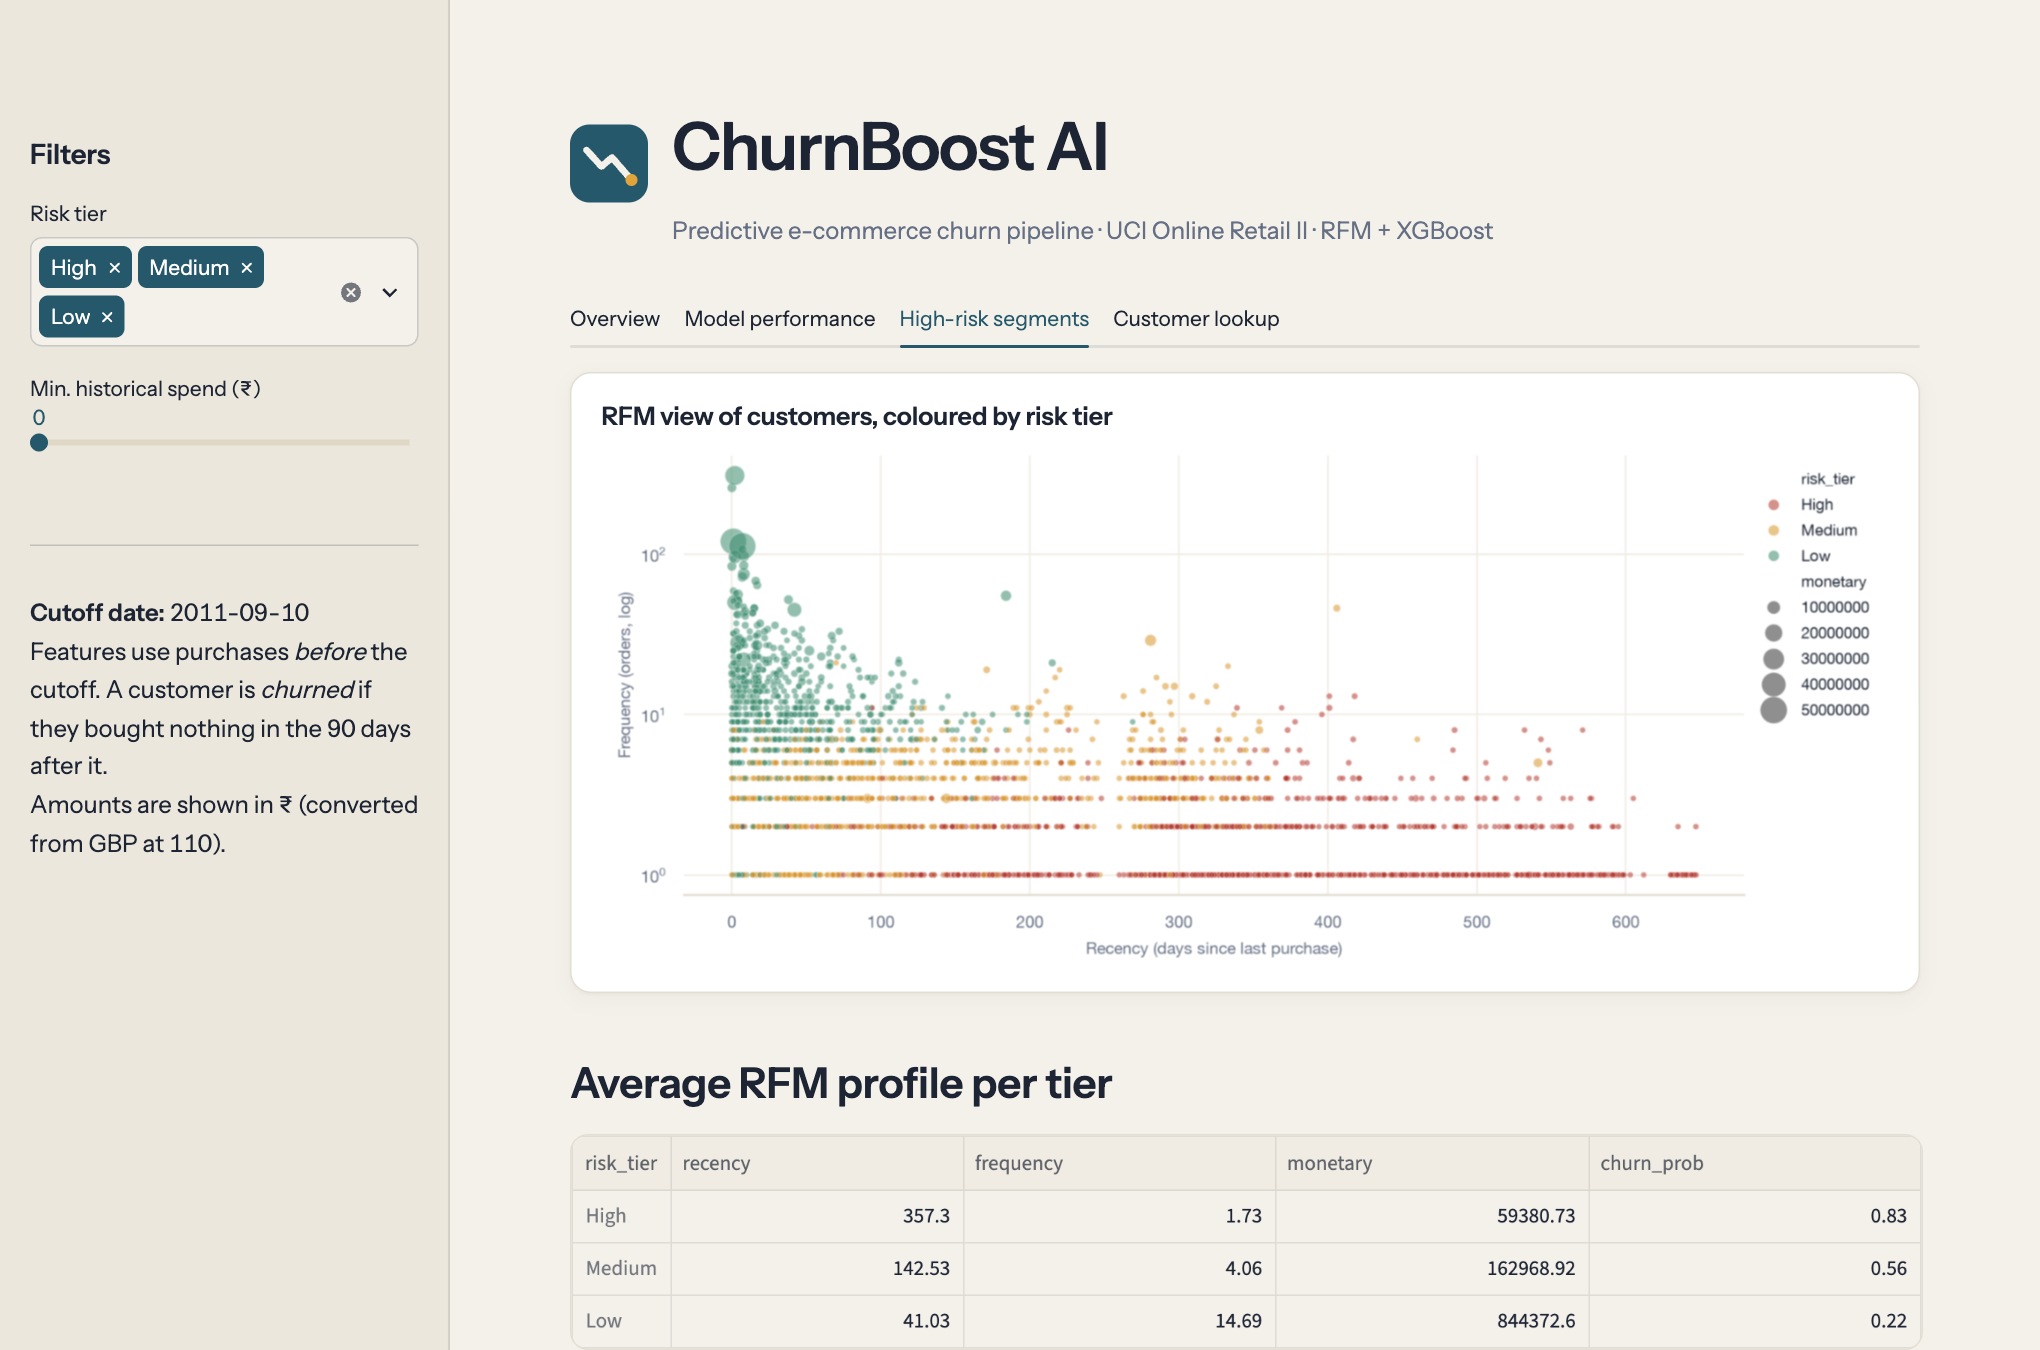 Filters
Risk tier
High ×
Medium ×
Low ×
Min. historical spend (₹)
0
Cutoff date: 2011-09-10
Features use purchases before the
cutoff. A customer is churned if
they bought nothing in the 90 days
after it.
Amounts are shown in ₹ (converted
from GBP at 110).
ChurnBoost AI
Predictive e-commerce churn pipeline · UCI Online Retail II · RFM + XGBoost
Overview Model performance High-risk segments Customer lookup
RFM view of customers, coloured by risk tier
Frequency (orders, log)
10²
10¹
10⁰
0 100 200 300 400 500 600
Recency (days since last purchase)
risk_tier
High
Medium
Low
monetary
10000000
20000000
30000000
40000000
50000000
Average RFM profile per tier
risk_tier recency frequency monetary churn_prob
High 357.3 1.73 59380.73 0.83
Medium 142.53 4.06 162968.92 0.56
Low 41.03 14.69 844372.6 0.22